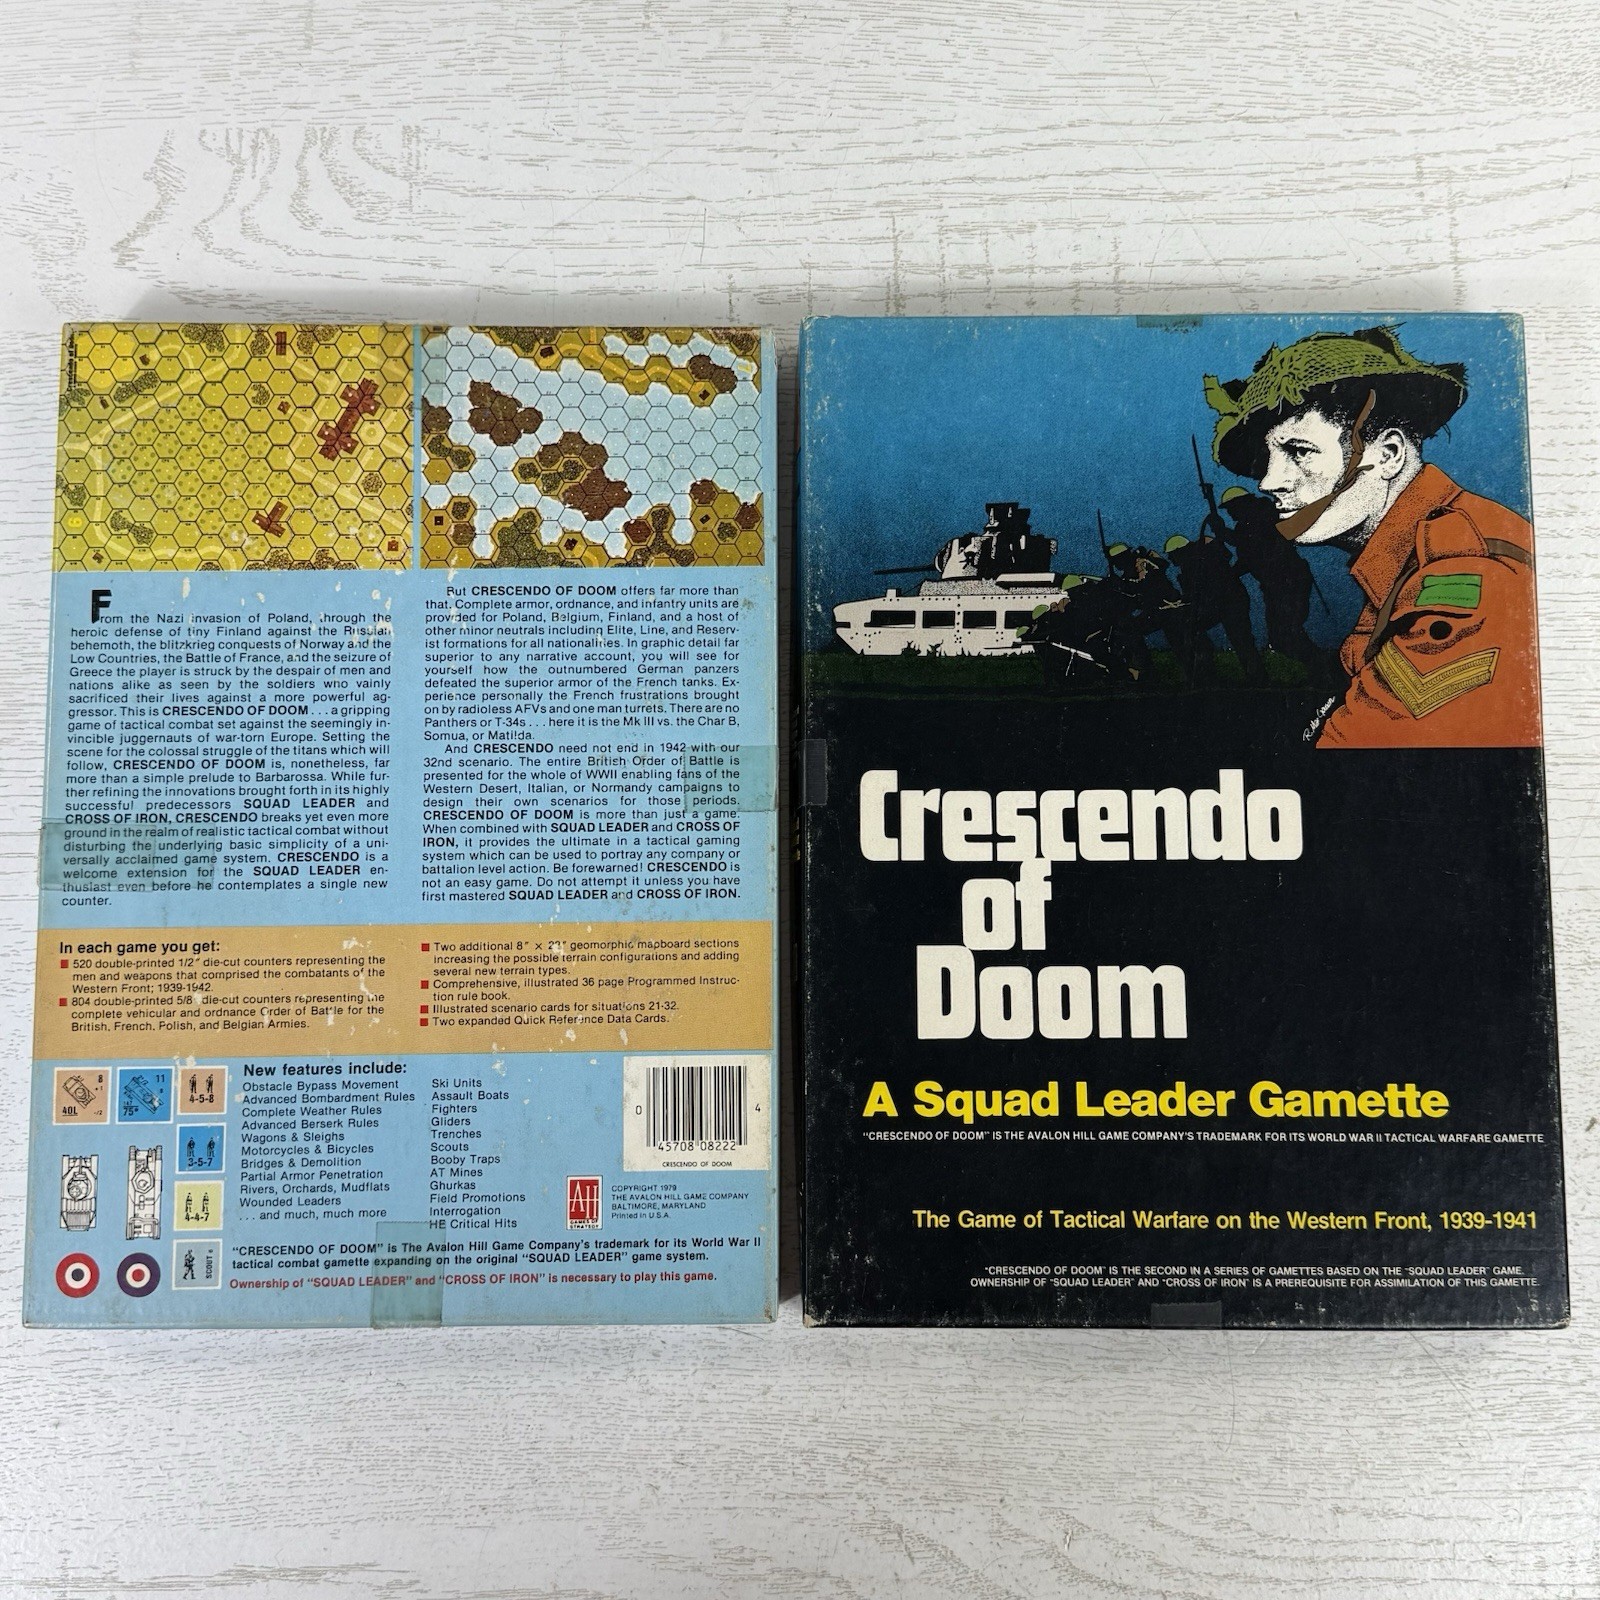 From the Nazi invasion of Poland, through the
heroic defense of tiny Finland against the Russian
behemoth, the blitzkrieg conquests of Norway and the
Low Countries, the Battle of France, and the seizure of
Greece the player is struck by the despair of men and
nations alike as seen by the soldiers who vainly
sacrificed their lives against a more powerful ag-
gressor. This is CRESCENDO OF DOOM . . . a gripping
game of tactical combat set against the seemingly in-
vincible juggernauts of war-torn Europe. Setting the
scene for the colossal struggle of the titans which will
follow, CRESCENDO OF DOOM is, nonetheless, far
more than a simple prelude to Barbarossa. While fur-
ther refining the innovations brought forth in its highly
successful predecessors SQUAD LEADER and
CROSS OF IRON, CRESCENDO breaks yet even more
ground in the realm of realistic tactical combat without
disturbing the underlying basic simplicity of a uni-
versally acclaimed game system. CRESCENDO is a
welcome extension for the SQUAD LEADER en-
thusiast even before he contemplates a single new
counter.
But CRESCENDO OF DOOM offers far more than
that. Complete armor, ordnance, and infantry units are
provided for Poland, Belgium, Finland, and a host of
other minor neutrals including Elite, Line, and Reserv-
ist formations for all nationalities. In graphic detail far
superior to any narrative account, you will see for
yourself how the outnumbered German panzers
defeated the superior armor of the French tanks. Ex-
perience personally the French frustrations brought
on by radioless AFVs and one man turrets. There are no
Panthers or T-34s . . . here it is the Mk III vs. the Char B,
Somua, or Matilda.
And CRESCENDO need not end in 1942 with our
32nd scenario. The entire British Order of Battle is
presented for the whole of WWII enabling fans of the
Western Desert, Italian, or Normandy campaigns to
design their own scenarios for those periods.
CRESCENDO OF DOOM is more than just a game.
When combined with SQUAD LEADER and CROSS OF
IRON, it provides the ultimate in a tactical gaming
system which can be used to portray any company or
battalion level action. Be forewarned! CRESCENDO is
not an easy game. Do not attempt it unless you have
first mastered SQUAD LEADER and CROSS OF IRON.
In each game you get:
520 double-printed 1/2" die-cut counters representing the
men and weapons that comprised the combatants of the
Western Front; 1939-1942.
804 double-printed 5/8" die-cut counters representing the
complete vehicular and ordnance Order of Battle for the
British, French, Polish, and Belgian Armies.
Two additional 8" × 22" geomorphic mapboard sections
increasing the possible terrain configurations and adding
several new terrain types.
Comprehensive, illustrated 36 page Programmed Instruc-
tion rule book.
Illustrated scenario cards for situations 21-32.
Two expanded Quick Reference Data Cards.
8
40L
11
75*
4-5-8
3-5-7
4-4-7
SCOUT
New features include:
Obstacle Bypass Movement
Advanced Bombardment Rules
Complete Weather Rules
Advanced Berserk Rules
Wagons & Sleighs
Motorcycles & Bicycles
Bridges & Demolition
Partial Armor Penetration
Rivers, Orchards, Mudflats
Wounded Leaders
. . . and much, much more
Ski Units
Assault Boats
Fighters
Gliders
Trenches
Scouts
Booby Traps
AT Mines
Ghurkas
Field Promotions
Interrogation
HE Critical Hits
0 45708 08222 4
CRESCENDO OF DOOM
AH
GAMES OF
STRATEGY
COPYRIGHT 1979
THE AVALON HILL GAME COMPANY
BALTIMORE, MARYLAND
Printed in U.S.A.
"CRESCENDO OF DOOM" is The Avalon Hill Game Company's trademark for its World War II
tactical combat gamette expanding on the original "SQUAD LEADER" game system.
Ownership of "SQUAD LEADER" and "CROSS OF IRON" is necessary to play this game.
Crescendo
of
Doom
A Squad Leader Gamette
"CRESCENDO OF DOOM" IS THE AVALON HILL GAME COMPANY'S TRADEMARK FOR ITS WORLD WAR II TACTICAL WARFARE GAMETTE
The Game of Tactical Warfare on the Western Front, 1939-1941
"CRESCENDO OF DOOM" IS THE SECOND IN A SERIES OF GAMETTES BASED ON THE "SQUAD LEADER" GAME.
OWNERSHIP OF "SQUAD LEADER" AND "CROSS OF IRON" IS A PREREQUISITE FOR ASSIMILATION OF THIS GAMETTE.